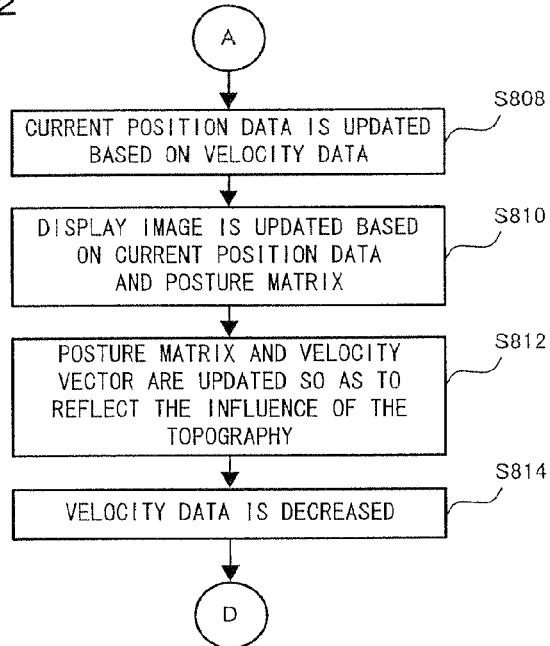 2
A
S808
CURRENT POSITION DATA IS UPDATED
BASED ON VELOCITY DATA
S810
DISPLAY IMAGE IS UPDATED BASED
ON CURRENT POSITION DATA
AND POSTURE MATRIX
S812
POSTURE MATRIX AND VELOCITY
VECTOR ARE UPDATED SO AS TO
REFLECT THE INFLUENCE OF THE
TOPOGRAPHY
S814
VELOCITY DATA IS DECREASED
D